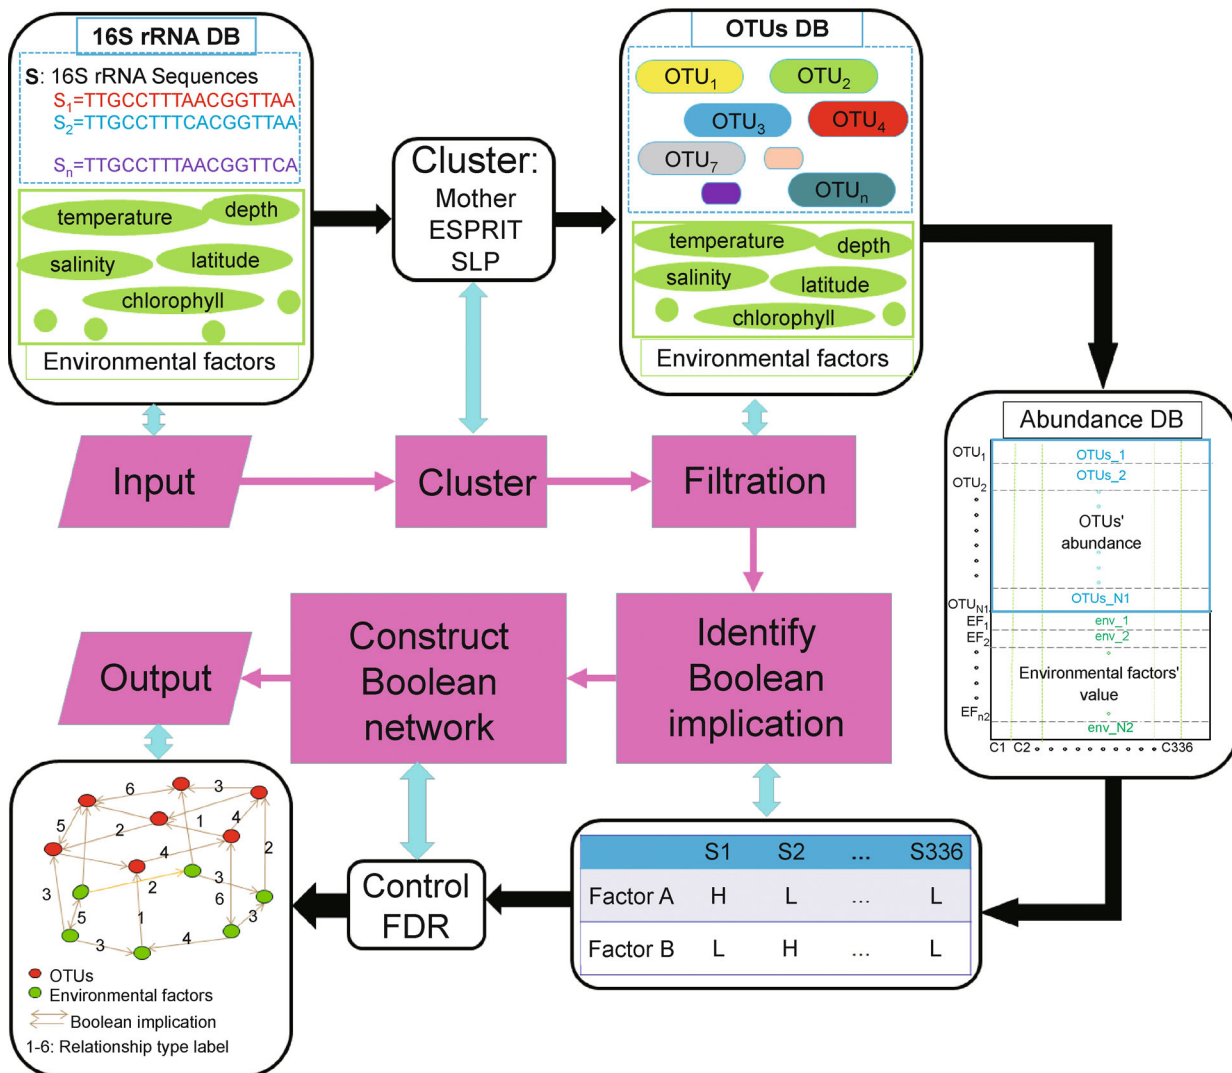 16S rRNA DB
S: 16S rRNA Sequences
S1=TTGCCTTTAACGGTTAA
S2=TTGCCTTTCACGGTTAA
Sn=TTGCCTTTAACGGTTCA
temperature
depth
salinity
latitude
chlorophyll
Environmental factors
Cluster:
Mother
ESPRIT
SLP
OTUs DB
OTU1
OTU2
OTU3
OTU4
OTU7
OTUn
temperature
depth
salinity
latitude
chlorophyll
Environmental factors
Abundance DB
OTU1
OTUs_1
OTU2
OTUs_2
OTUs'
abundance
OTUN1
OTUs_N1
EF1
env_1
EF2
env_2
Environmental factors'
value
EFn2
env_N2
C1 C2 C336
Input
Cluster
Filtration
Identify
Boolean
implication
Construct
Boolean
network
Output
S1 S2 ... S336
Factor A H L ... L
Factor B L H ... L
Control
FDR
6
3
5
2
1
4
4
2
3
2
3
5
1
6
3
3
4
OTUs
Environmental factors
Boolean implication
1-6: Relationship type label